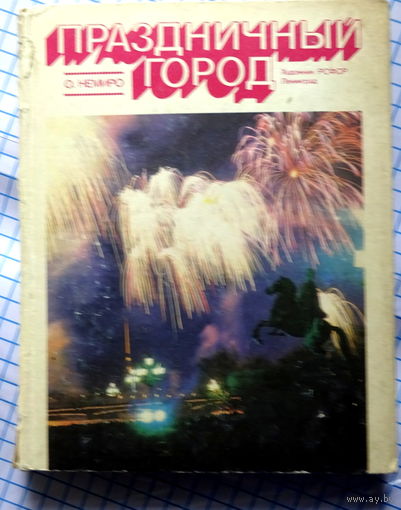 ПРАЗДНИЧНЫЙ
ГОРОД
О. НЕМИРО
Художник РСФСР
Ленинград
www.ay.by